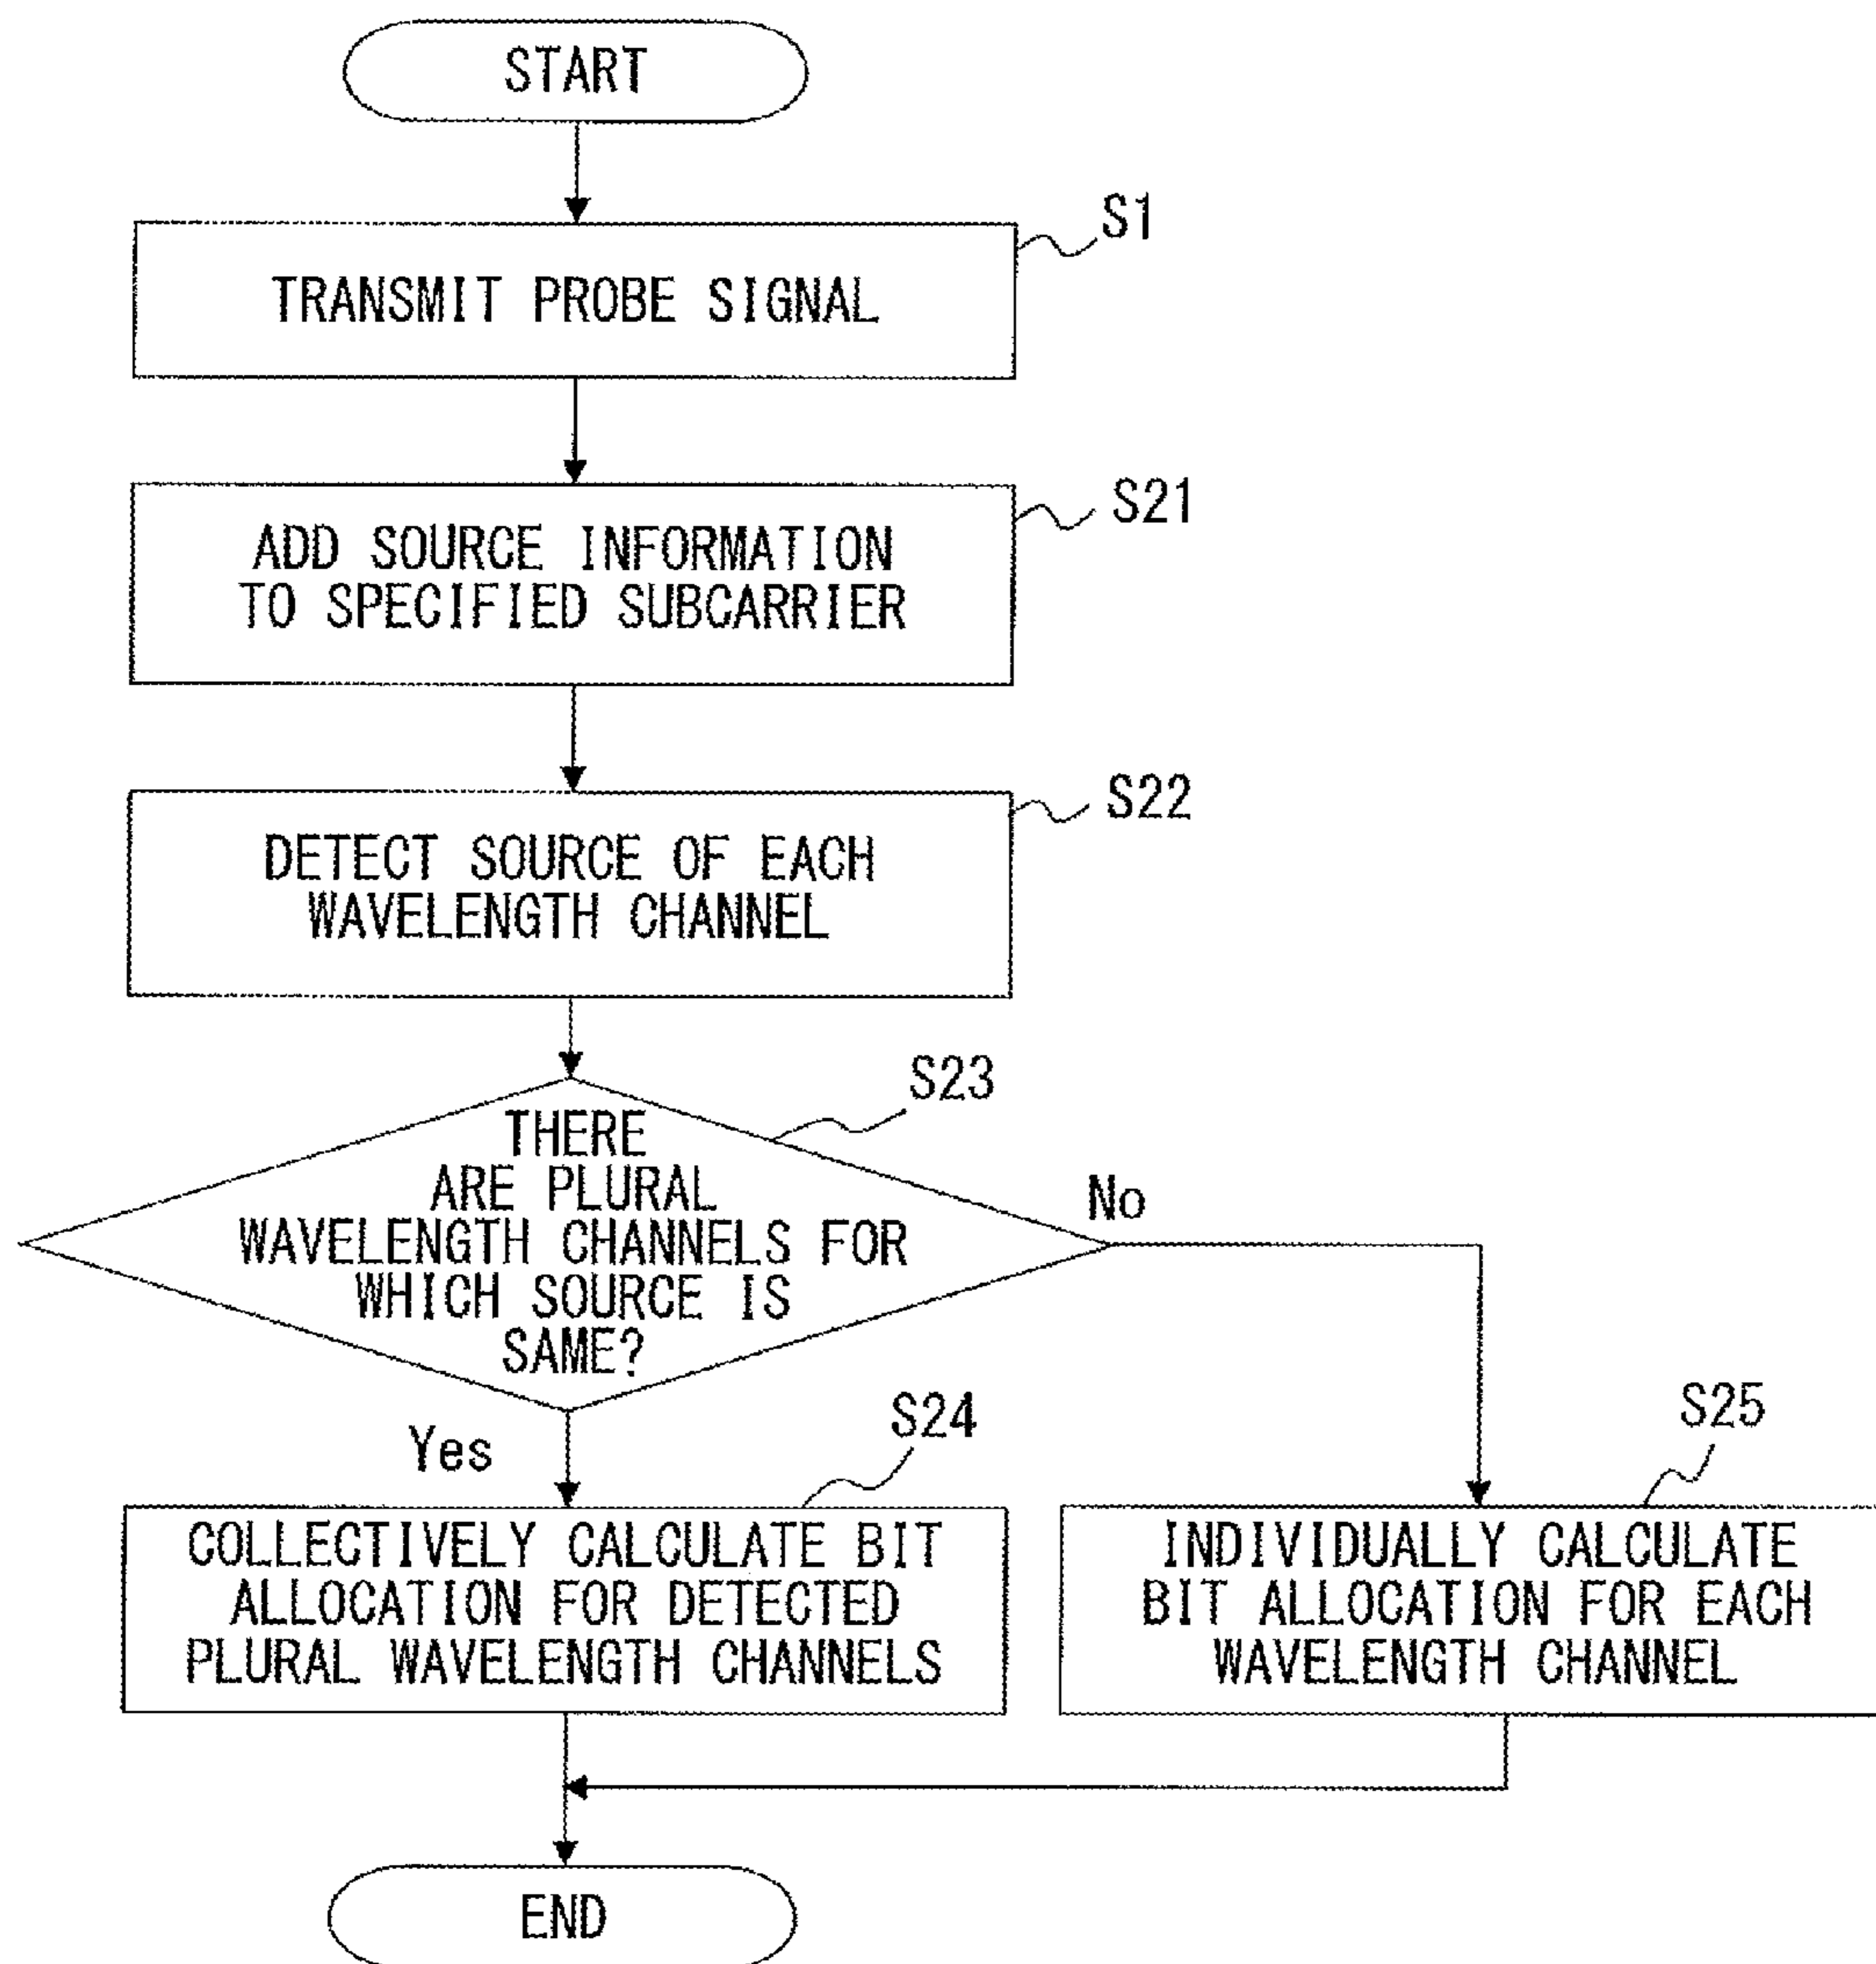 START
S1
TRANSMIT PROBE SIGNAL
S21
ADD SOURCE INFORMATION
TO SPECIFIED SUBCARRIER
S22
DETECT SOURCE OF EACH
WAVELENGTH CHANNEL
S23
THERE
ARE PLURAL
WAVELENGTH CHANNELS FOR
WHICH SOURCE IS
SAME?
No
Yes
S24
COLLECTIVELY CALCULATE BIT
ALLOCATION FOR DETECTED
PLURAL WAVELENGTH CHANNELS
S25
INDIVIDUALLY CALCULATE
BIT ALLOCATION FOR EACH
WAVELENGTH CHANNEL
END